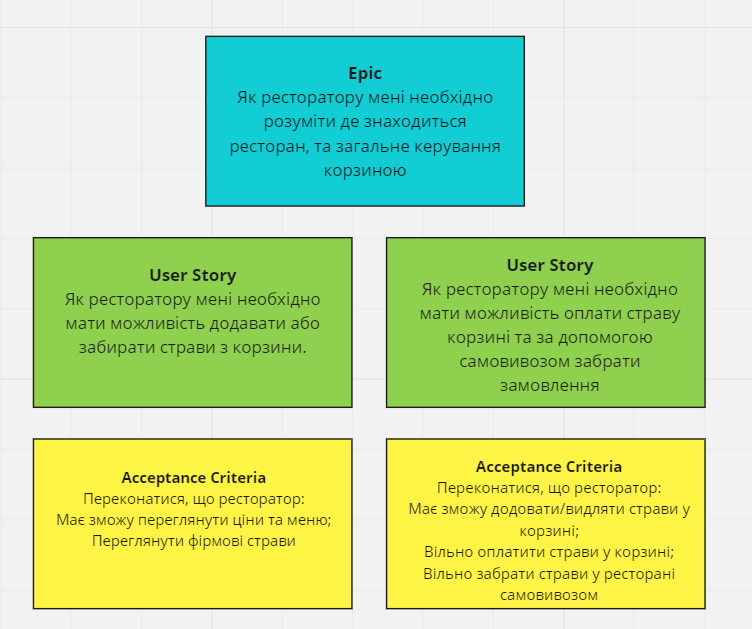 Epic
Як ресторатору мені необхідно
розуміти де знаходиться
ресторан, та загальне керування
корзиною
User Story
Як ресторатору мені необхідно
мати можливість додавати або
забирати страви з корзини.
User Story
Як ресторатору мені необхідно
мати можливість оплати страву
корзині та за допомогою
самовивозом забрати
замовлення
Acceptance Criteria
Переконатися, що ресторатор:
Має зможу переглянути ціни та меню;
Переглянути фірмові страви
Acceptance Criteria
Переконатися, що ресторатор:
Має зможу додовати/видляти страви у
корзині;
Вільно оплатити страви у корзині;
Вільно забрати страви у ресторані
самовивозом